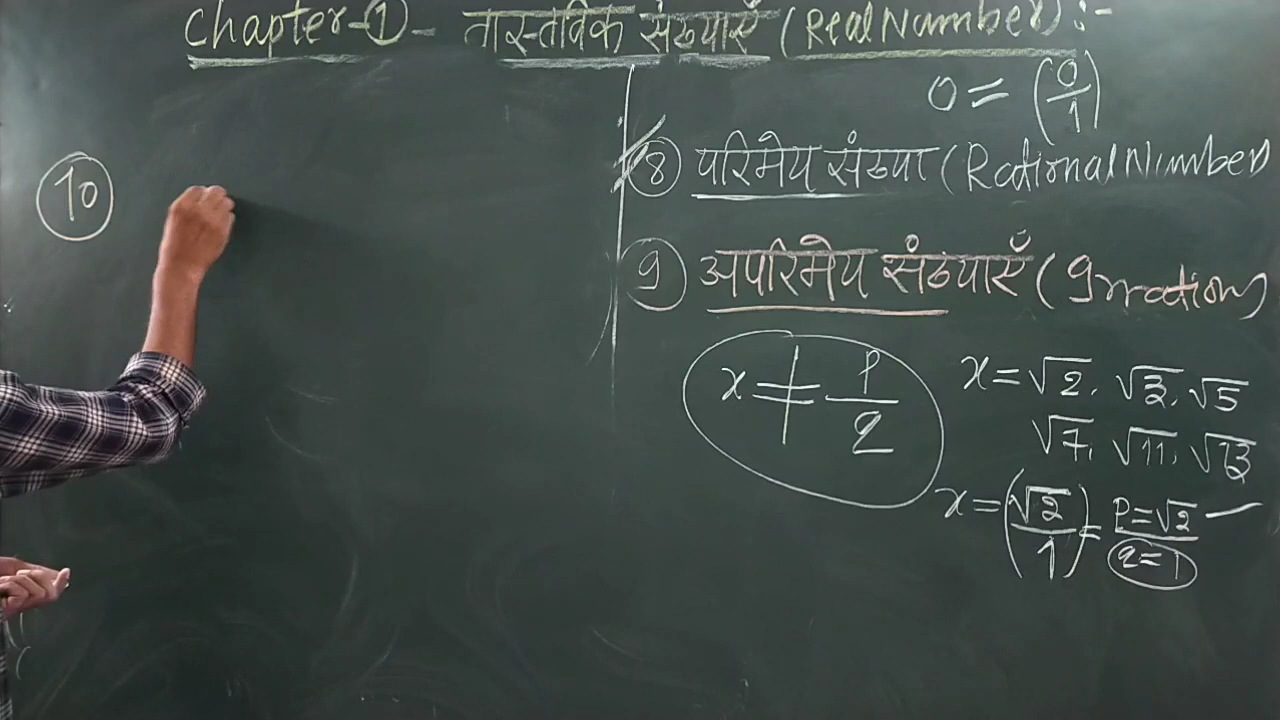 Chapter-① - वास्तविक संख्याएँ (Real Number) :-
10
0 = (0/1)
8 परिमेय संख्या (Rational Number)
9 अपरिमेय संख्याएँ (Irration)
x ≠ p/q
x = √2, √3, √5
√7, √11, √13
x = (√2/1) = p=√2/q=1